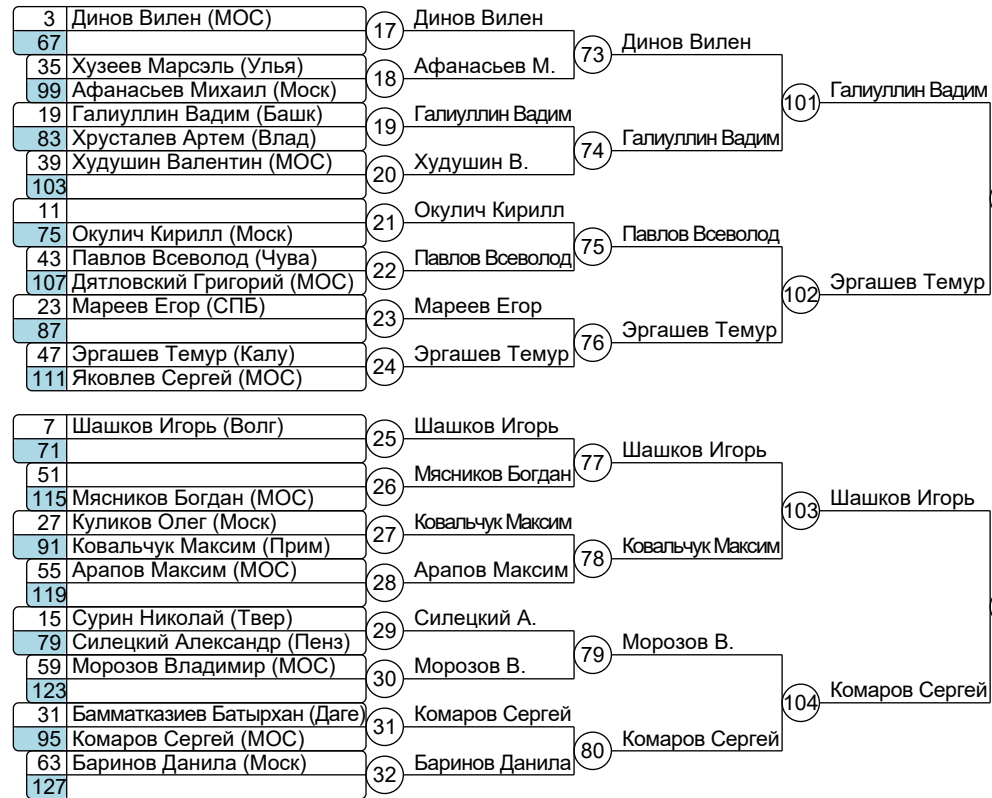 3 Динов Вилен (МОС)
67
17 Динов Вилен
35 Хузеев Марсэль (Улья)
99 Афанасьев Михаил (Моск)
18 Афанасьев М.
73 Динов Вилен
19 Галиуллин Вадим (Башк)
83 Хрусталев Артем (Влад)
19 Галиуллин Вадим
39 Худушин Валентин (МОС)
103
20 Худушин В.
74 Галиуллин Вадим
101 Галиуллин Вадим
11
75 Окулич Кирилл (Моск)
21 Окулич Кирилл
43 Павлов Всеволод (Чува)
107 Дятловский Григорий (МОС)
22 Павлов Всеволод
75 Павлов Всеволод
23 Мареев Егор (СПБ)
87
23 Мареев Егор
47 Эргашев Темур (Калу)
111 Яковлев Сергей (МОС)
24 Эргашев Темур
76 Эргашев Темур
102 Эргашев Темур
7 Шашков Игорь (Волг)
71
25 Шашков Игорь
51
115 Мясников Богдан (МОС)
26 Мясников Богдан
77 Шашков Игорь
27 Куликов Олег (Моск)
91 Ковальчук Максим (Прим)
27 Ковальчук Максим
55 Арапов Максим (МОС)
119
28 Арапов Максим
78 Ковальчук Максим
103 Шашков Игорь
15 Сурин Николай (Твер)
79 Силецкий Александр (Пенз)
29 Силецкий А.
59 Морозов Владимир (МОС)
123
30 Морозов В.
79 Морозов В.
31 Бамматказиев Батырхан (Даге)
95 Комаров Сергей (МОС)
31 Комаров Сергей
63 Баринов Данила (Моск)
127
32 Баринов Данила
80 Комаров Сергей
104 Комаров Сергей